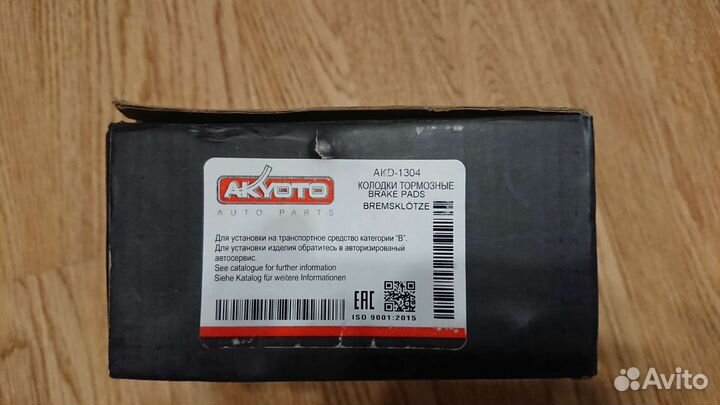 AKYOTO
AUTO PARTS
AKD-1304
КОЛОДКИ ТОРМОЗНЫЕ
BRAKE PADS
BREMSKLÖTZE
Для установки на транспортное средство категории "В".
Для установки изделия обратитесь в авторизированый
автосервис.
See catalogue for further information
Siehe Katalog für weitere Informationen
EAC
ISO 9001:2015
Avito